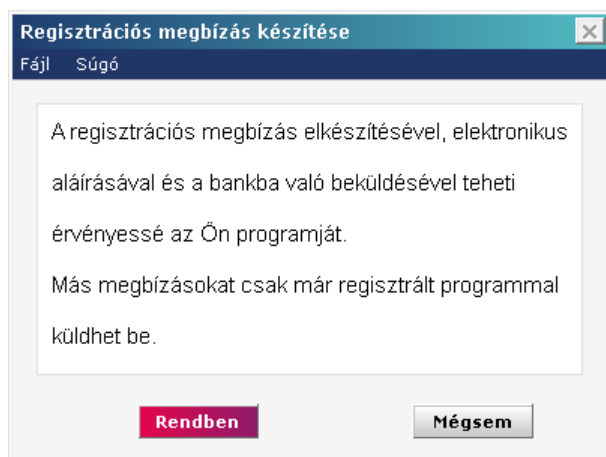 Regisztrációs megbízás készítése
Fájl Súgó
A regisztrációs megbízás elkészítésével, elektronikus
aláírásával és a bankba való beküldésével teheti
érvényessé az Ön programját.
Más megbízásokat csak már regisztrált programmal
küldhet be.
Rendben Mégsem